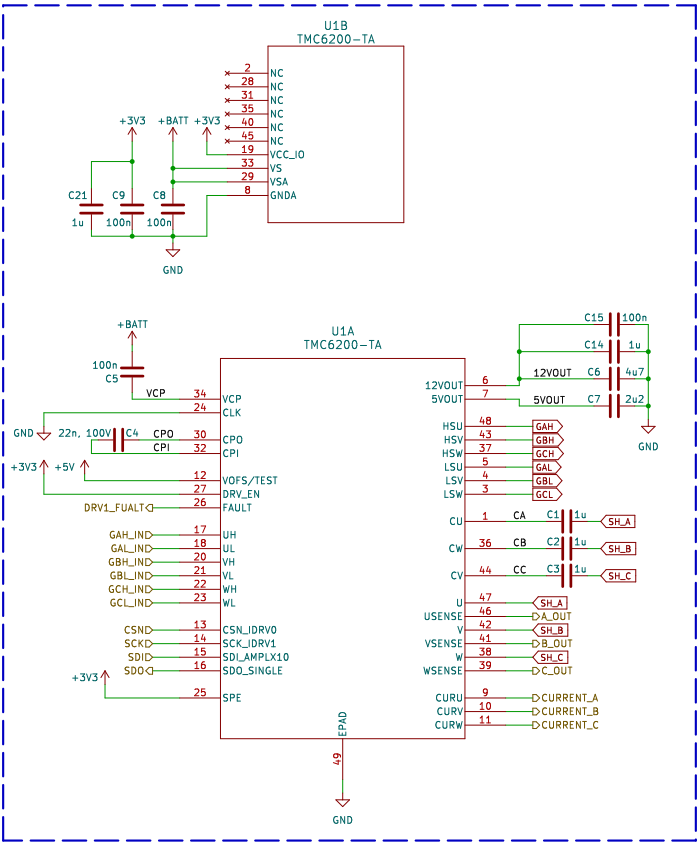 U1B
TMC6200-TA
2 NC
28 NC
31 NC
35 NC
40 NC
45 NC
19 VCC_IO
33 VS
29 VSA
8 GNDA
+3V3
+BATT
+3V3
C21
1u
C9
100n
C8
100n
GND
U1A
TMC6200-TA
+BATT
100n
C5
VCP
34 VCP
24 CLK
GND
22n, 100V
C4
CPO
30 CPO
CPI
32 CPI
+3V3
+5V
12 VOFS/TEST
27 DRV_EN
DRV1_FUALT
26 FAULT
GAH_IN 17 UH
GAL_IN 18 UL
GBH_IN 20 VH
GBL_IN 21 VL
GCH_IN 22 WH
GCL_IN 23 WL
CSN 13 CSN_IDRV0
SCK 14 SCK_IDRV1
SDI 15 SDI_AMPLX10
SDO 16 SDO_SINGLE
+3V3
25 SPE
EPAD
49
GND
C15 100n
C14 1u
12VOUT
C6 4u7
5VOUT
C7 2u2
GND
12VOUT 6
5VOUT 7
HSU 48 GAH
HSV 43 GBH
HSW 37 GCH
LSU 5 GAL
LSV 4 GBL
LSW 3 GCL
CU 1 CA C1 1u SH_A
CW 36 CB C2 1u SH_B
CV 44 CC C3 1u SH_C
U 47 SH_A
USENSE 46 A_OUT
V 42 SH_B
VSENSE 41 B_OUT
W 38 SH_C
WSENSE 39 C_OUT
CURU 9 CURRENT_A
CURV 10 CURRENT_B
CURW 11 CURRENT_C